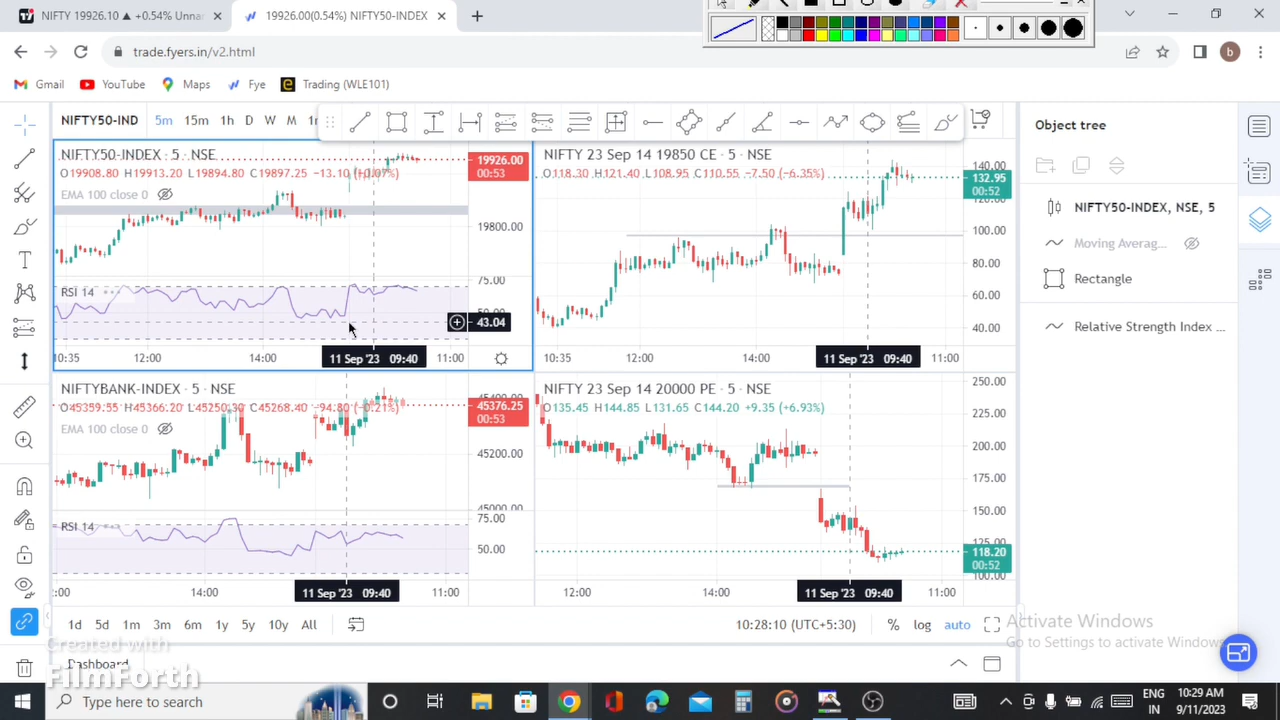 NIFTY 19926.10 ▲ +0.54% Unnar
19926.00(0.54%) NIFTY50-INDEX
trade.fyers.in/v2.html
b
Gmail
YouTube
Maps
Fye
Trading (WLE101)
NIFTY50-IND
5m
15m
1h
D
W
M
Object tree
NIFTY50-INDEX · 5 · NSE
O19908.80 H19913.20 L19894.80 C19897.25 -13.10 (-0.07%)
EMA 100 close 0
19926.00
00:53
19800.00
75.00
RSI 14
43.04
10:35
12:00
14:00
11 Sep '23 09:40
11:00
NIFTY 23 Sep 14 19850 CE · 5 · NSE
O118.30 H121.40 L108.95 C110.55 -7.50 (-6.35%)
140.00
132.95
00:52
120.00
100.00
80.00
60.00
40.00
10:35
12:00
14:00
11 Sep '23 09:40
11:00
NIFTYBANK-INDEX · 5 · NSE
O45359.55 H45366.20 L45250.30 C45268.40 -94.80 (-0.21%)
EMA 100 close 0
45376.25
00:53
45200.00
45000.00
75.00
RSI 14
50.00
:00
14:00
11 Sep '23 09:40
11:00
NIFTY 23 Sep 14 20000 PE · 5 · NSE
O135.45 H144.85 L131.65 C144.20 +9.35 (+6.93%)
250.00
225.00
200.00
175.00
150.00
125.00
118.20
00:52
100.00
12:00
14:00
11 Sep '23 09:40
11:00
NIFTY50-INDEX, NSE, 5
Moving Averag...
Rectangle
Relative Strength Index ...
1d
5d
1m
3m
6m
1y
5y
10y
All
10:28:10 (UTC+5:30)
%
log
auto
Activate Windows
Go to Settings to activate Windows.
Dashboard
Created with
FilmForth
Type here to search
ENG
IN
10:29 AM
9/11/2023